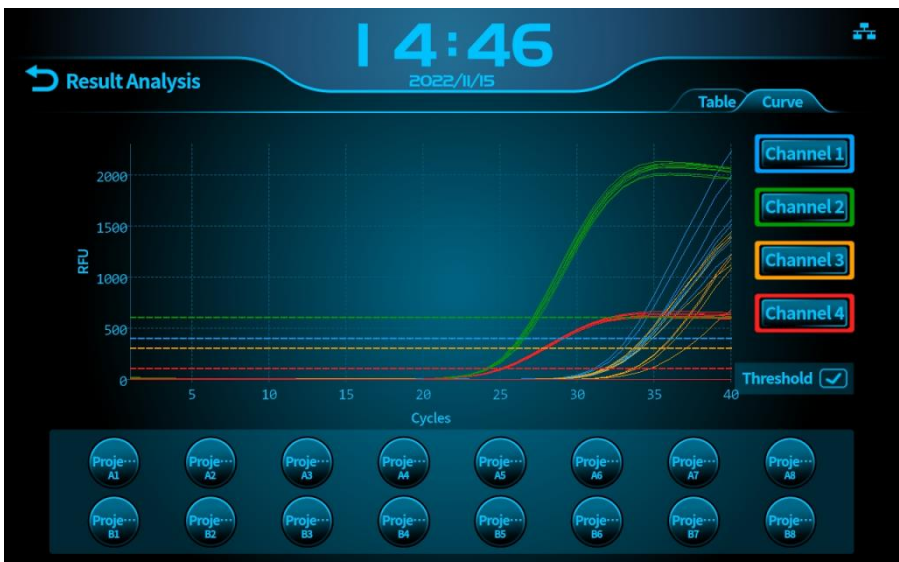 14:46
2022/11/15
Result Analysis
Table
Curve
Channel 1
Channel 2
Channel 3
Channel 4
Threshold
RFU
2000
1500
1000
500
0
5 10 15 20 25 30 35 40
Cycles
Proje··· Proje··· Proje··· Proje··· Proje··· Proje··· Proje··· Proje···
A1 A2 A3 A4 A5 A6 A7 A8
Proje··· Proje··· Proje··· Proje··· Proje··· Proje··· Proje··· Proje···
B1 B2 B3 B4 B5 B6 B7 B8